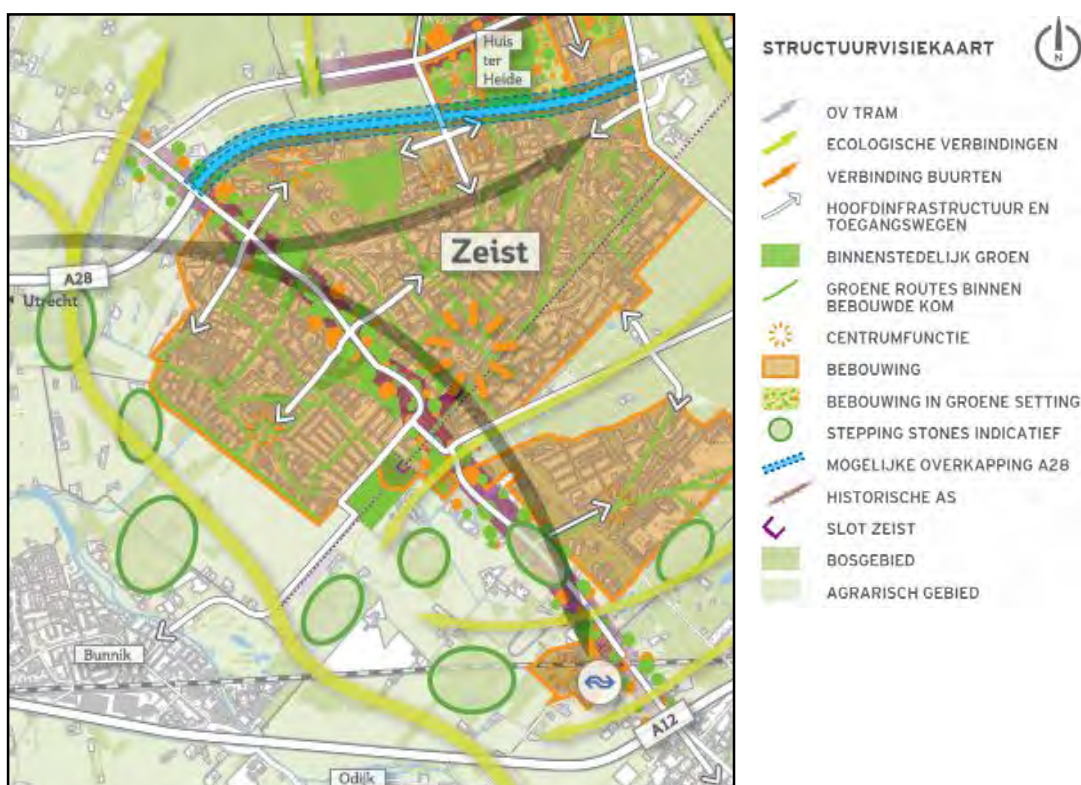 Huis
ter
Heide
Zeist
A28
Utrecht
Bunnik
A12
Odijk
STRUCTUURVISIEKAART
N
OV TRAM
ECOLOGISCHE VERBINDINGEN
VERBINDING BUURTEN
HOOFDINFRASTRUCTUUR EN
TOEGANGSWEGEN
BINNENSTEDELIJK GROEN
GROENE ROUTES BINNEN
BEBOUWDE KOM
CENTRUMFUNCTIE
BEBOUWING
BEBOUWING IN GROENE SETTING
STEPPING STONES INDICATIEF
MOGELIJKE OVERKAPPING A28
HISTORISCHE AS
SLOT ZEIST
BOSGEBIED
AGRARISCH GEBIED